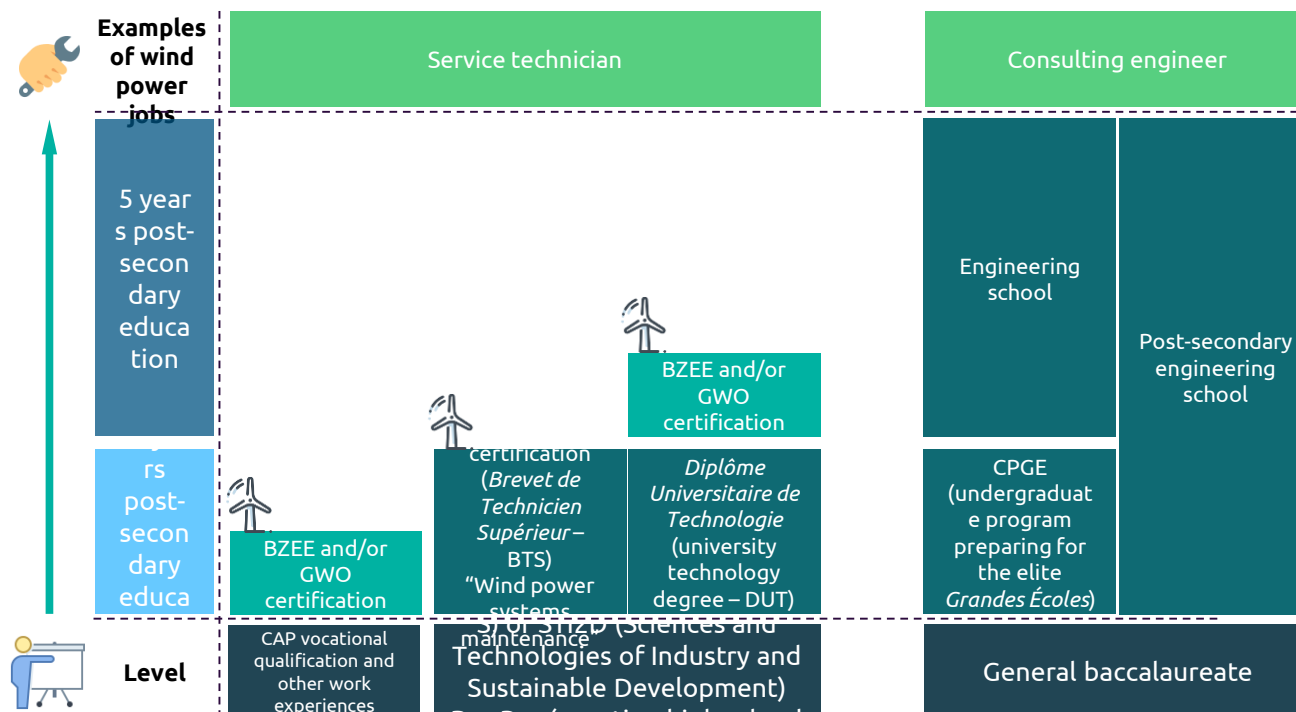 Examples
of wind
power
jobs
Service technician
Consulting engineer
5 year
s post-
secon
dary
educa
tion
Engineering
school
Post-secondary
engineering
school
BZEE and/or
GWO
certification
rs
post-
secon
dary
educa
BZEE and/or
GWO
certification
certification
(Brevet de
Technicien
Supérieur –
BTS)
“Wind power
systems
maintenance”
Diplôme
Universitaire de
Technologie
(university
technology
degree – DUT)
CPGE
(undergraduat
e program
preparing for
the elite
Grandes Écoles)
Level
CAP vocational
qualification and
other work
experiences
S) or STI2D (Sciences and
Technologies of Industry and
Sustainable Development)
General baccalaureate